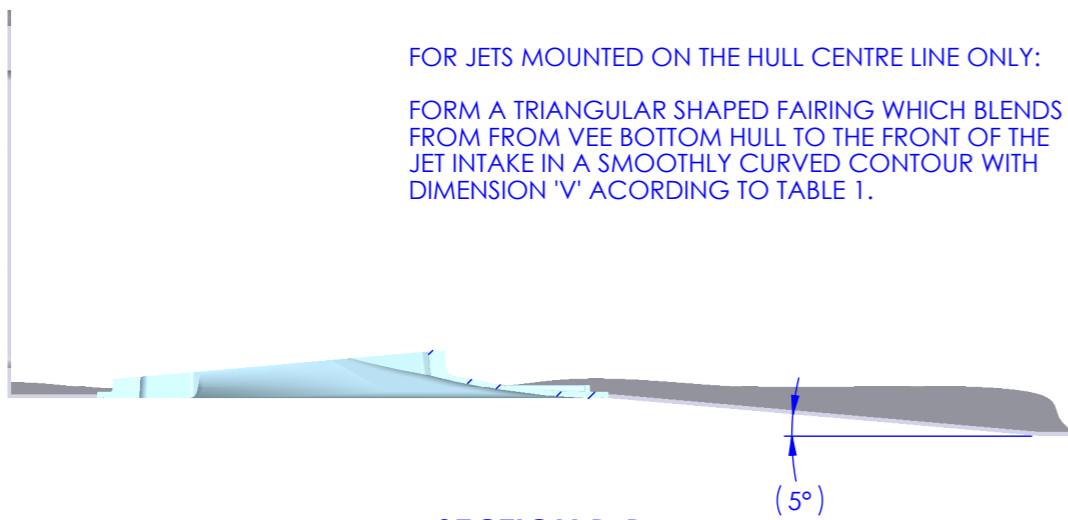 FOR JETS MOUNTED ON THE HULL CENTRE LINE ONLY:
FORM A TRIANGULAR SHAPED FAIRING WHICH BLENDS
FROM FROM VEE BOTTOM HULL TO THE FRONT OF THE
JET INTAKE IN A SMOOTHLY CURVED CONTOUR WITH
DIMENSION 'V' ACORDING TO TABLE 1.
(5°)